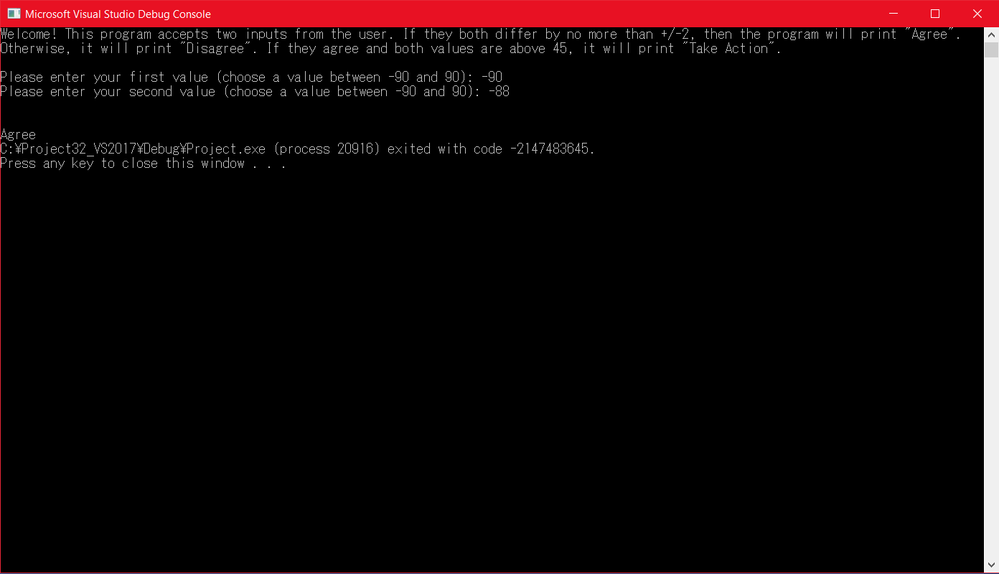 Microsoft Visual Studio Debug Console
Welcome! This program accepts two inputs from the user. If they both differ by no more than +/-2, then the program will print "Agree".
Otherwise, it will print "Disagree". If they agree and both values are above 45, it will print "Take Action".
Please enter your first value (choose a value between -90 and 90): -90
Please enter your second value (choose a value between -90 and 90): -88
Agree
C:¥Project32_VS2017¥Debug¥Project.exe (process 20916) exited with code -2147483645.
Press any key to close this window . . .